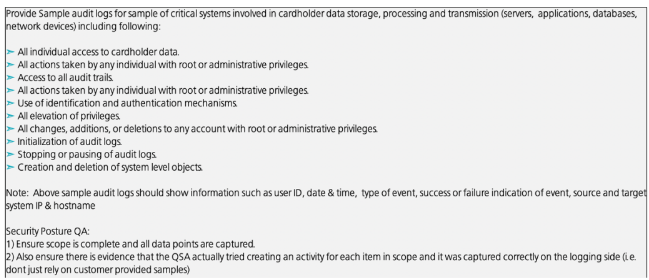 Provide Sample audit logs for sample of critical systems involved in cardholder data storage, processing and transmission (servers, applications, databases,
network devices) including following:
➣ All individual access to cardholder data.
➣ All actions taken by any individual with root or administrative privileges.
➣ Access to all audit trails.
➣ All actions taken by any individual with root or administrative privileges.
➣ Use of identification and authentication mechanisms.
➣ All elevation of privileges.
➣ All changes, additions, or deletions to any account with root or administrative privileges.
➣ Initialization of audit logs.
➣ Stopping or pausing of audit logs.
➣ Creation and deletion of system level objects.
Note: Above sample audit logs should show information such as user ID, date & time, type of event, success or failure indication of event, source and target
system IP & hostname
Security Posture QA:
1) Ensure scope is complete and all data points are captured.
2) Also ensure there is evidence that the QSA actually tried creating an activity for each item in scope and it was captured correctly on the logging side (i.e.
dont just rely on customer provided samples)